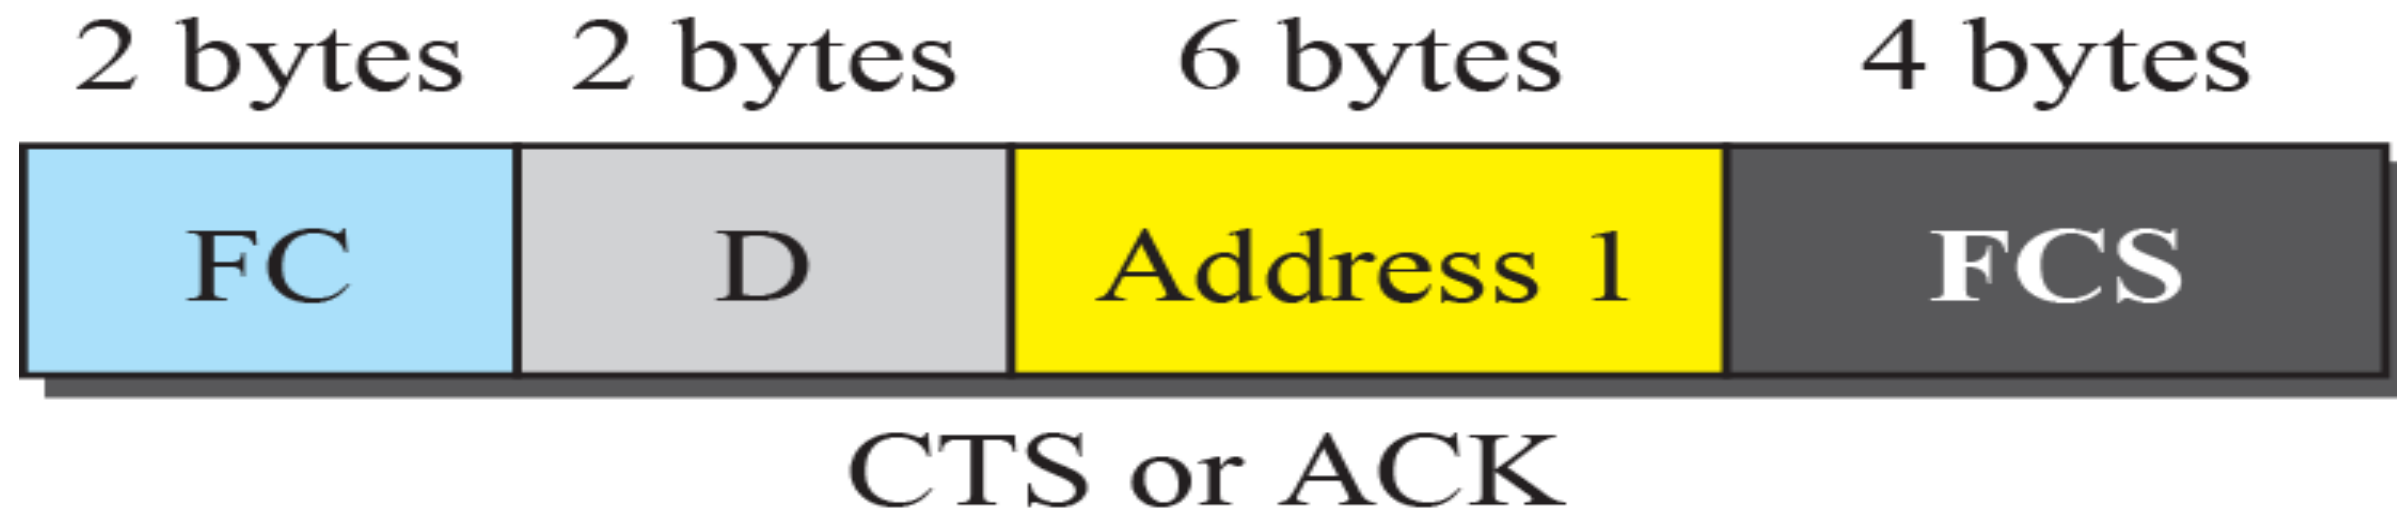 2 bytes 2 bytes 6 bytes 4 bytes
FC D Address 1 FCS
CTS or ACK